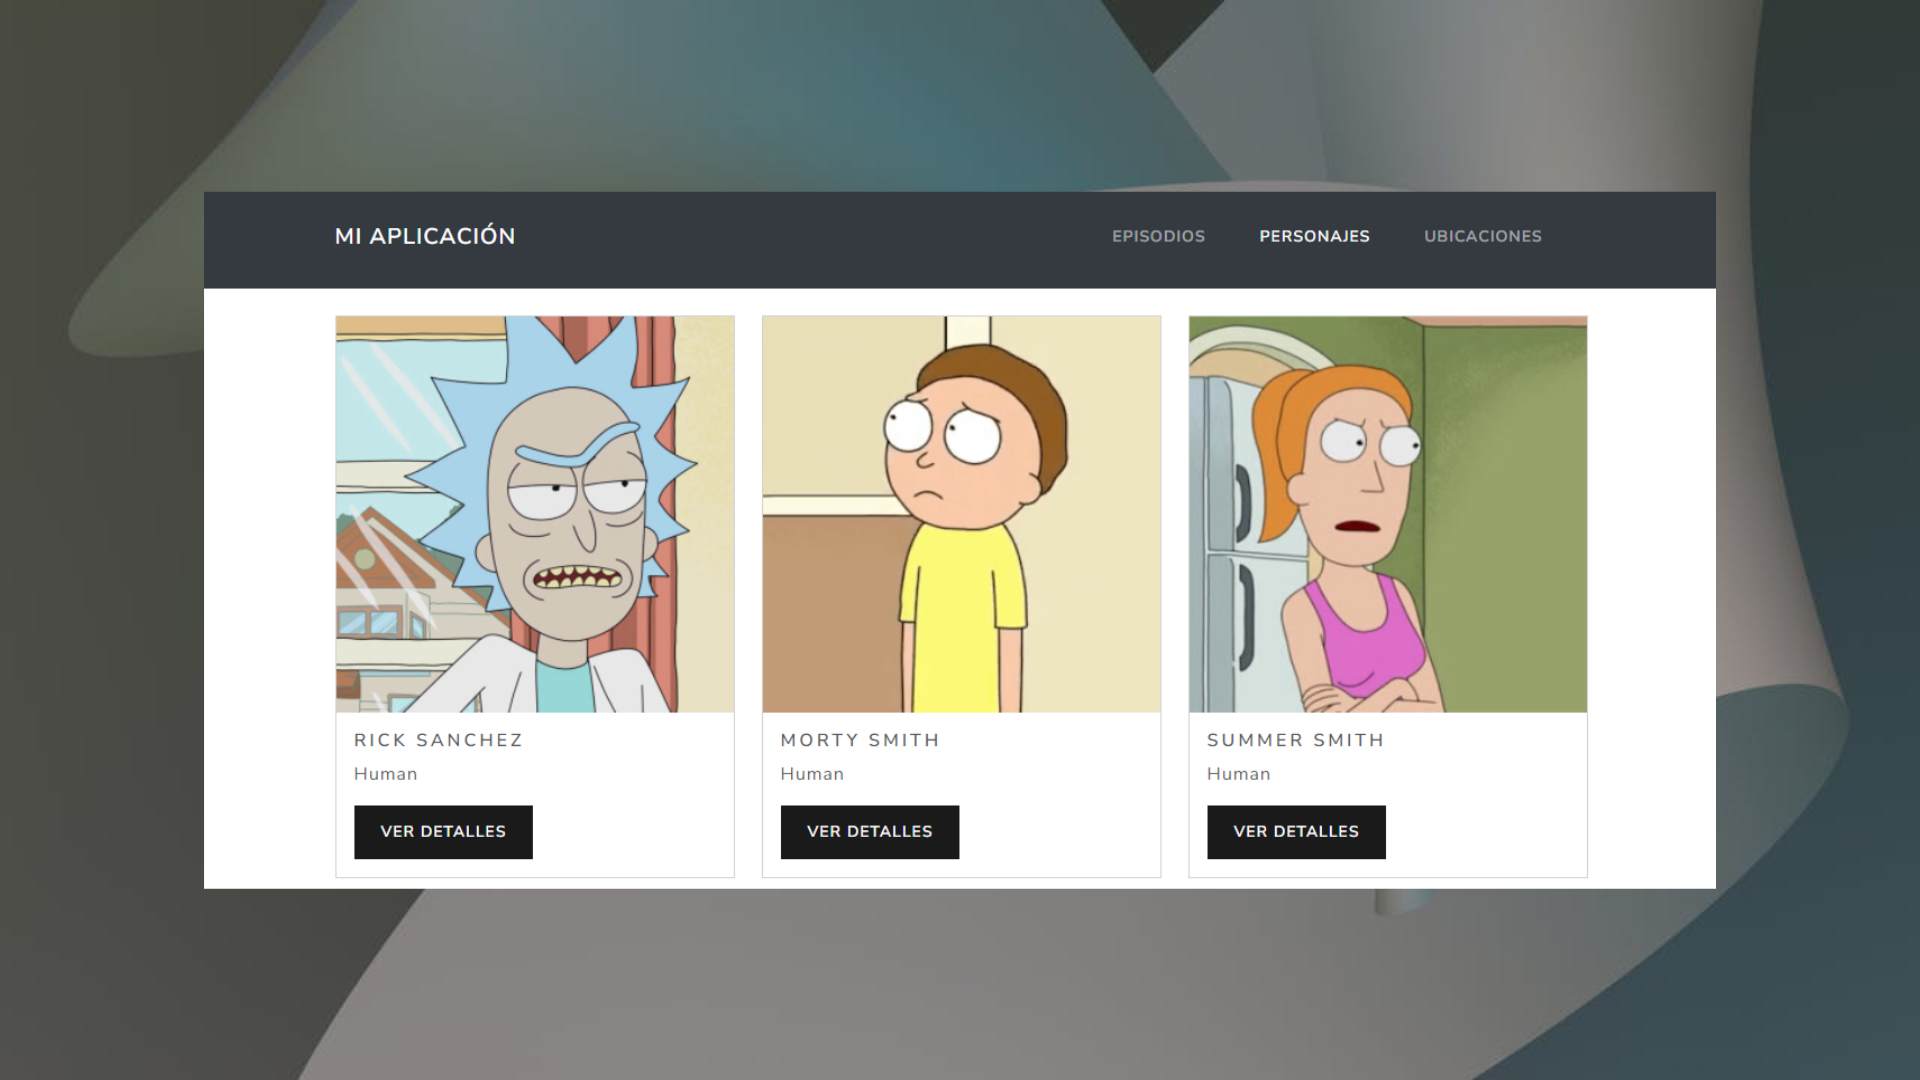 MI APLICACIÓN
EPISODIOS PERSONAJES UBICACIONES
RICK SANCHEZ
Human
VER DETALLES
MORTY SMITH
Human
VER DETALLES
SUMMER SMITH
Human
VER DETALLES